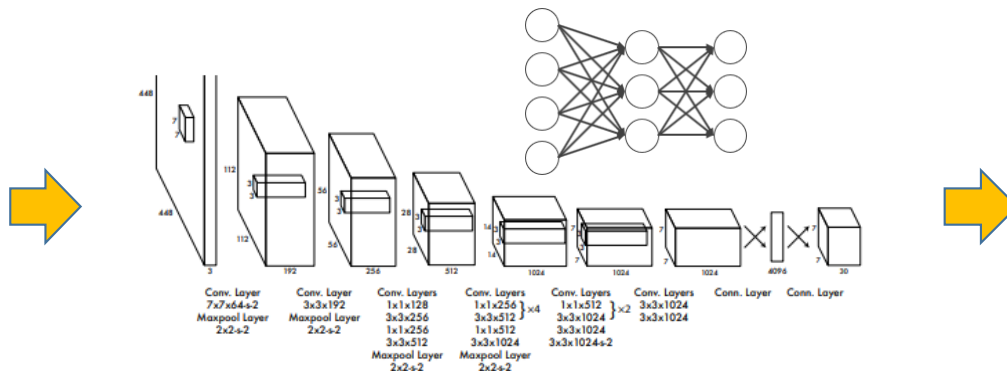 448
7
7
448
3
112
3
3
112
192
56
3
3
56
256
28
3
3
28
512
14
3
3
14
1024
7
3
3
7
1024
7
7
1024
4096
7
7
30
Conv. Layer
7x7x64-s-2
Maxpool Layer
2x2-s-2
Conv. Layer
3x3x192
Maxpool Layer
2x2-s-2
Conv. Layers
1x1x128
3x3x256
1x1x256
3x3x512
Maxpool Layer
2x2-s-2
Conv. Layers
1x1x256
3x3x512 } ×4
1x1x512
3x3x1024
Maxpool Layer
2x2-s-2
Conv. Layers
1x1x512
3x3x1024 } ×2
3x3x1024
3x3x1024-s-2
Conv. Layers
3x3x1024
3x3x1024
Conn. Layer
Conn. Layer